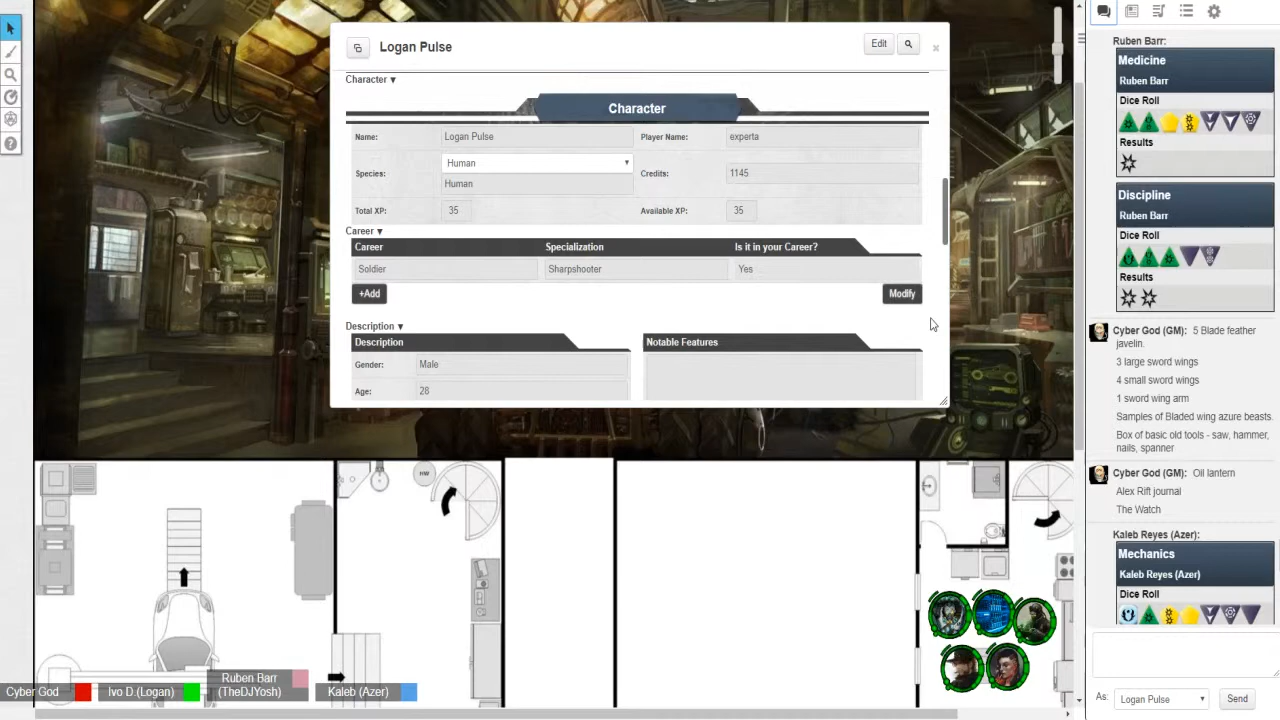 Logan Pulse
Edit
Character ▾
Character
Name: Logan Pulse Player Name: experta
Species: Human Credits: 1145
Human
Total XP: 35 Available XP: 35
Career ▾
Career Specialization Is it in your Career?
Soldier Sharpshooter Yes
+Add Modify
Description ▾
Description Notable Features
Gender: Male
Age: 28
HW
Cyber God Ivo D.(Logan) Ruben Barr (TheDJYosh) Kaleb (Azer)
Ruben Barr:
Medicine
Ruben Barr
Dice Roll
Results
Discipline
Ruben Barr
Dice Roll
Results
Cyber God (GM): 5 Blade feather
javelin.
3 large sword wings
4 small sword wings
1 sword wing arm
Samples of Bladed wing azure beasts.
Box of basic old tools - saw, hammer,
nails, spanner
Cyber God (GM): Oil lantern
Alex Rift journal
The Watch
Kaleb Reyes (Azer):
Mechanics
Kaleb Reyes (Azer)
Dice Roll
As: Logan Pulse Send